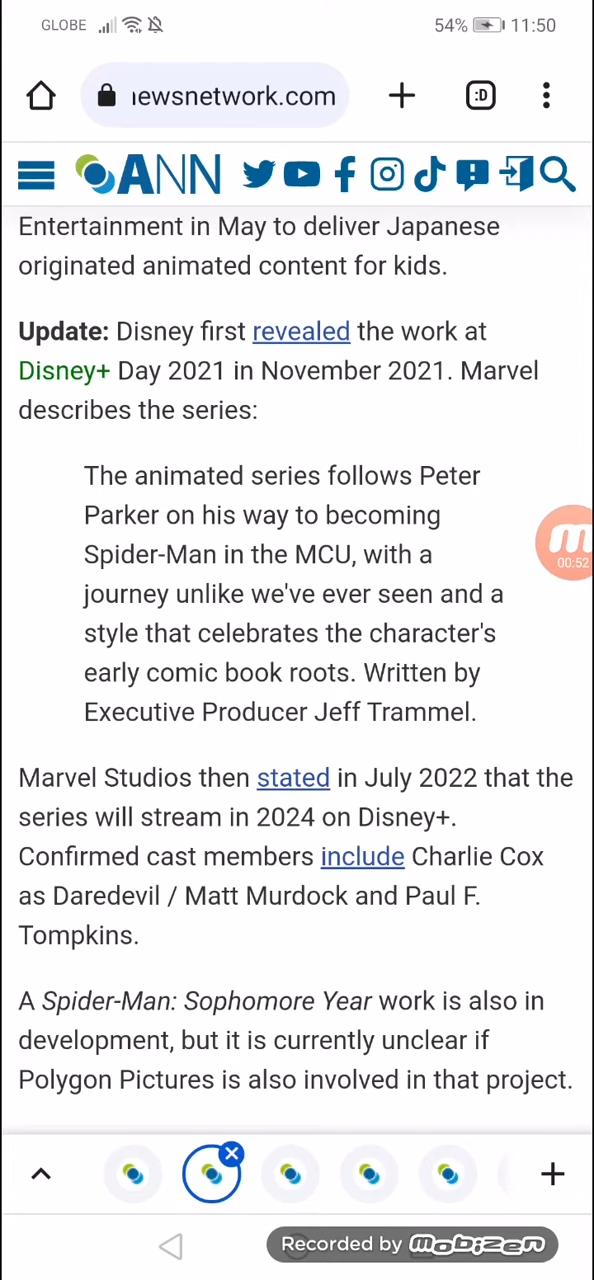 GLOBE 54% 11:50
ewsnetwork.com :D
ANN
Entertainment in May to deliver Japanese
originated animated content for kids.
Update: Disney first revealed the work at
Disney+ Day 2021 in November 2021. Marvel
describes the series:
The animated series follows Peter
Parker on his way to becoming
Spider-Man in the MCU, with a
journey unlike we've ever seen and a
style that celebrates the character's
early comic book roots. Written by
Executive Producer Jeff Trammel.
00:52
Marvel Studios then stated in July 2022 that the
series will stream in 2024 on Disney+.
Confirmed cast members include Charlie Cox
as Daredevil / Matt Murdock and Paul F.
Tompkins.
A Spider-Man: Sophomore Year work is also in
development, but it is currently unclear if
Polygon Pictures is also involved in that project.
Recorded by mobizen